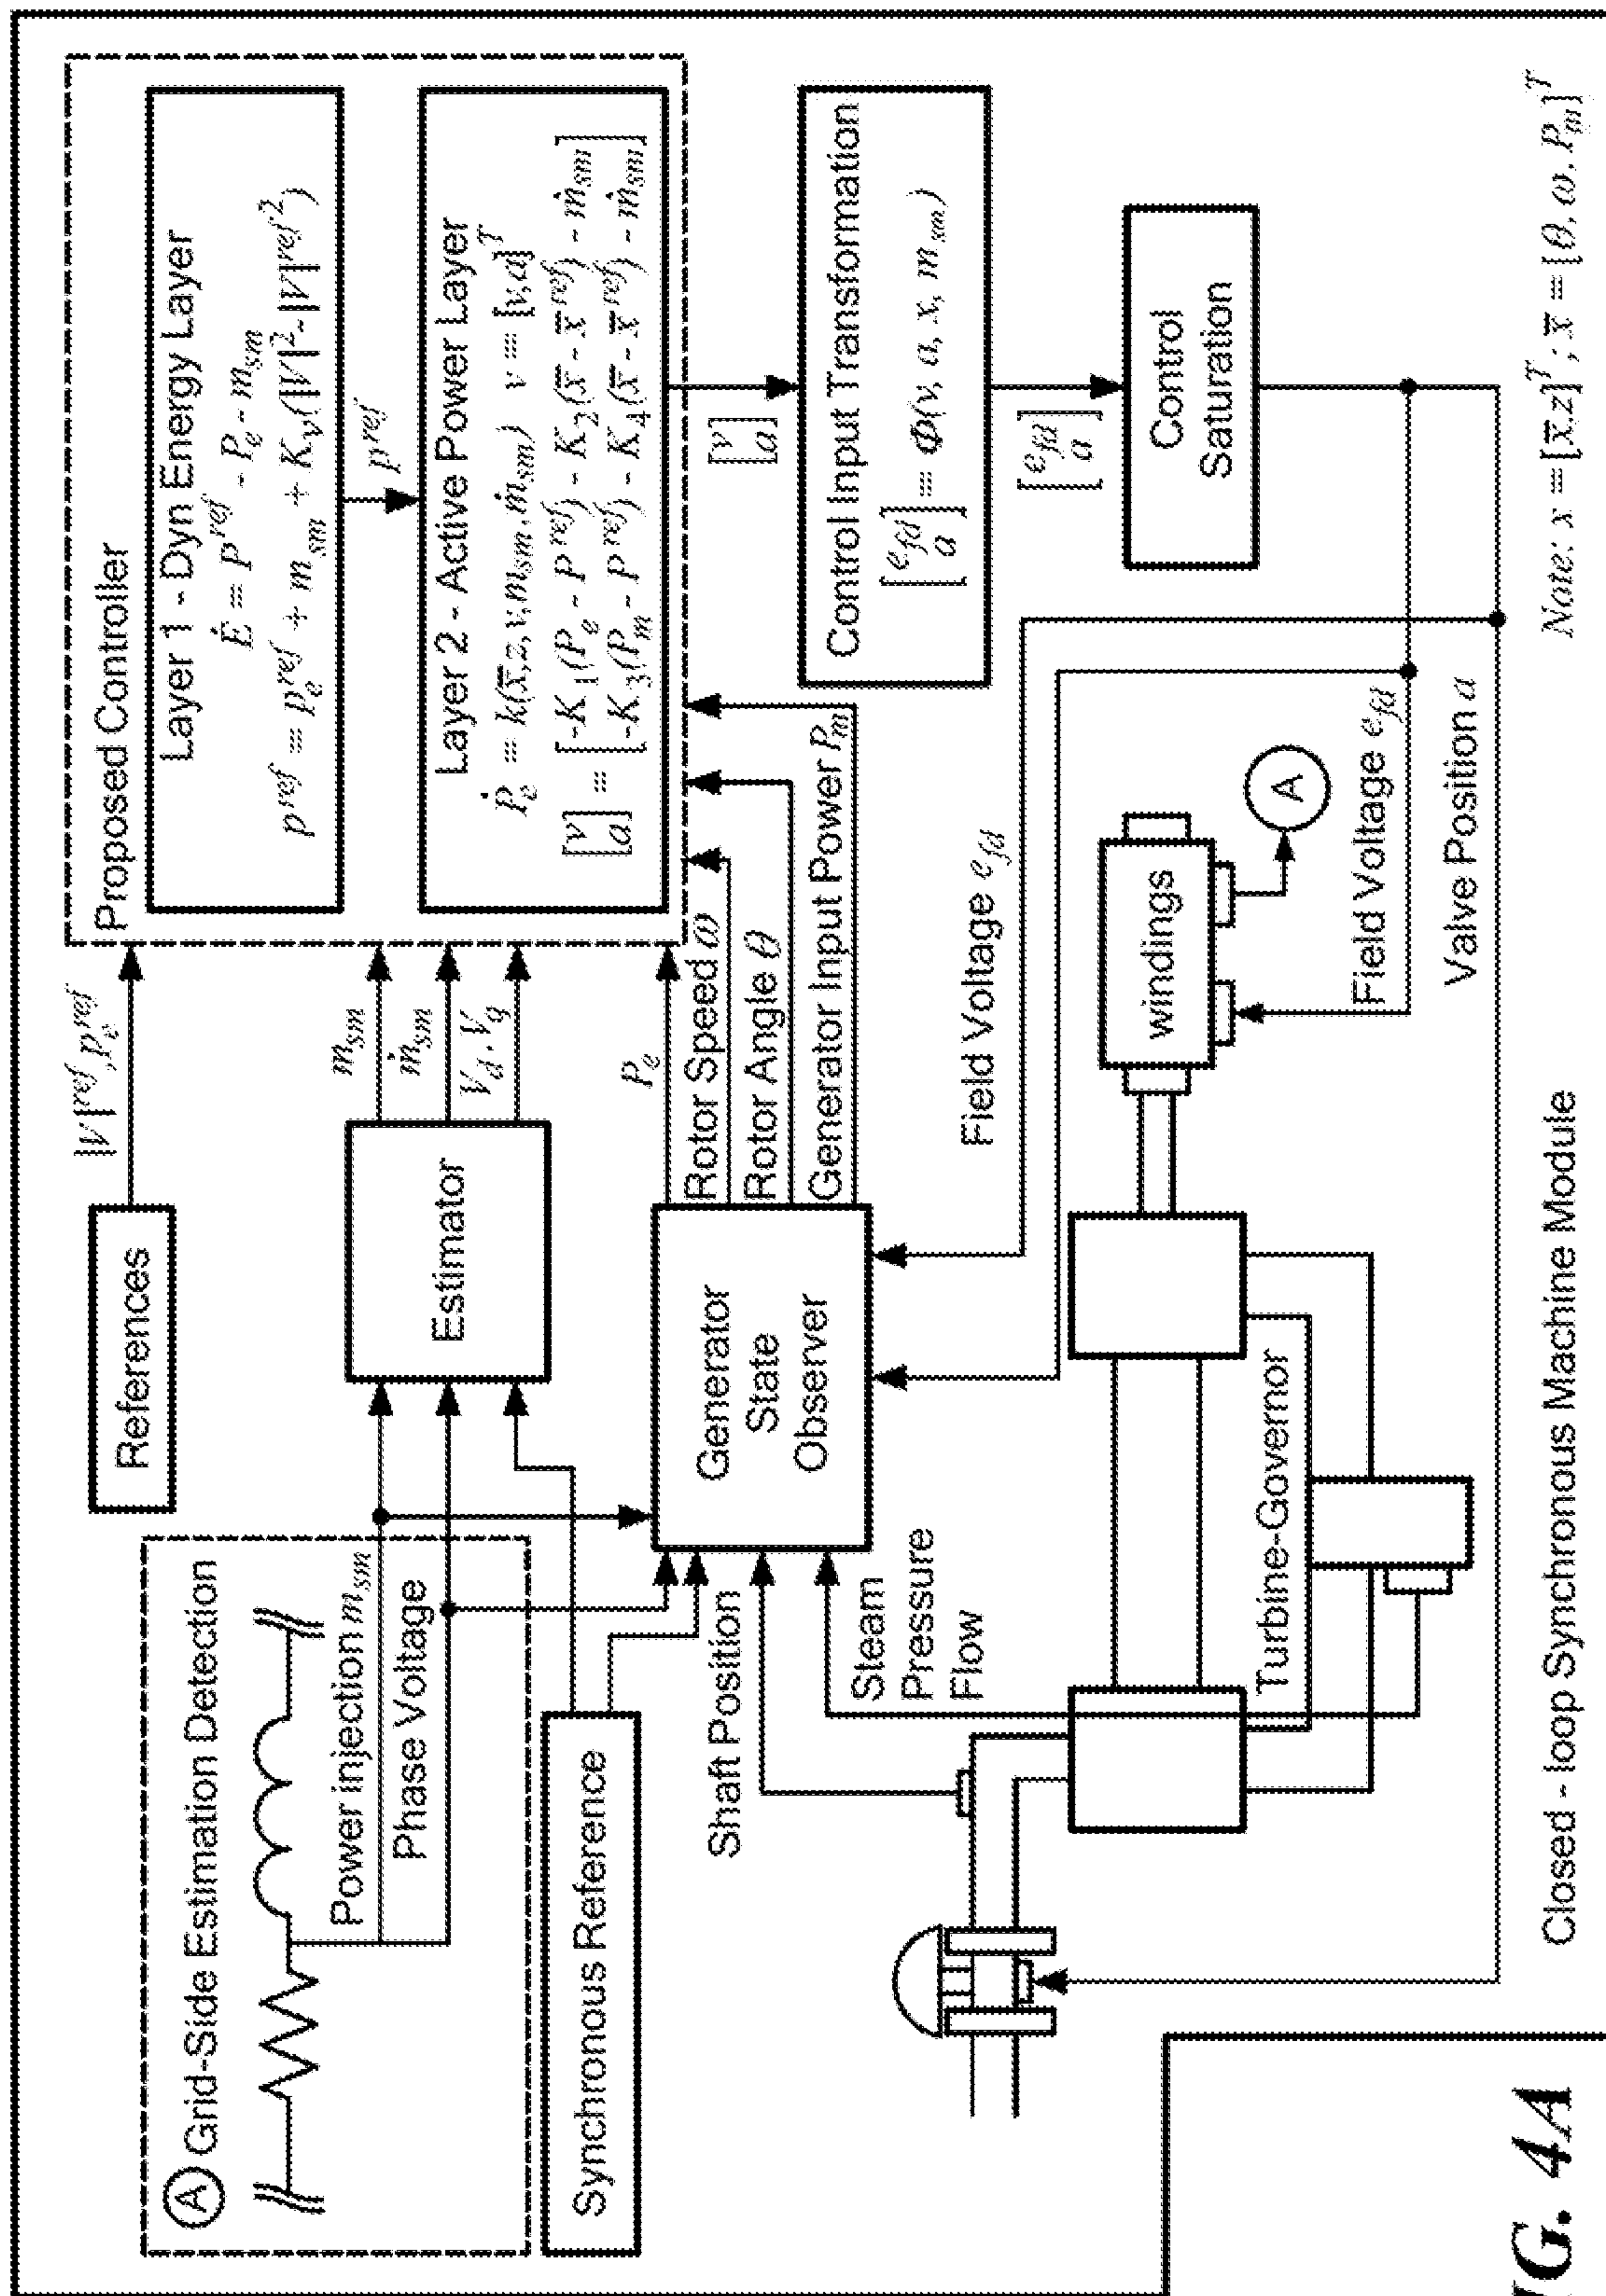 Ⓐ Grid-Side Estimation Detection
Power injection m_sm
Phase Voltage
Synchronous Reference
References
|V|^ref, P_e^ref
Estimator
m_sm
ṁ_sm
V_d, V_q
Proposed Controller
Layer 1 - Dyn Energy Layer
Ė = P^ref - P_e - m_sm
p^ref = p_e^ref + m_sm + K_v(|V|^2 - |V|^ref^2)
p^ref
Layer 2 - Active Power Layer
Ṗ_e = k(x̄,z,v,m_sm,ṁ_sm) v == [v,a]^T
[v a] = [-K_1(P_e - P^ref) - K_2(x̄ - x̄^ref) - ṁ_sm
-K_3(P_m - P^ref) - K_4(x̄ - x̄^ref) - ṁ_sm]
Generator
State
Observer
Shaft Position
Steam
Pressure
Flow
P_e
Rotor Speed ω
Rotor Angle θ
Generator Input Power P_m
[v a]
Control Input Transformation
[e_fd a] == Φ(v, a, x, m_sm)
[e_fd a]
Control
Saturation
Field Voltage e_fd
windings
A
Field Voltage e_fd
Valve Position a
Turbine-Governor
Closed - loop Synchronous Machine Module
Note: x = [x̄,z]^T; x̄ = [θ, ω, P_m]^T
IG. 4A